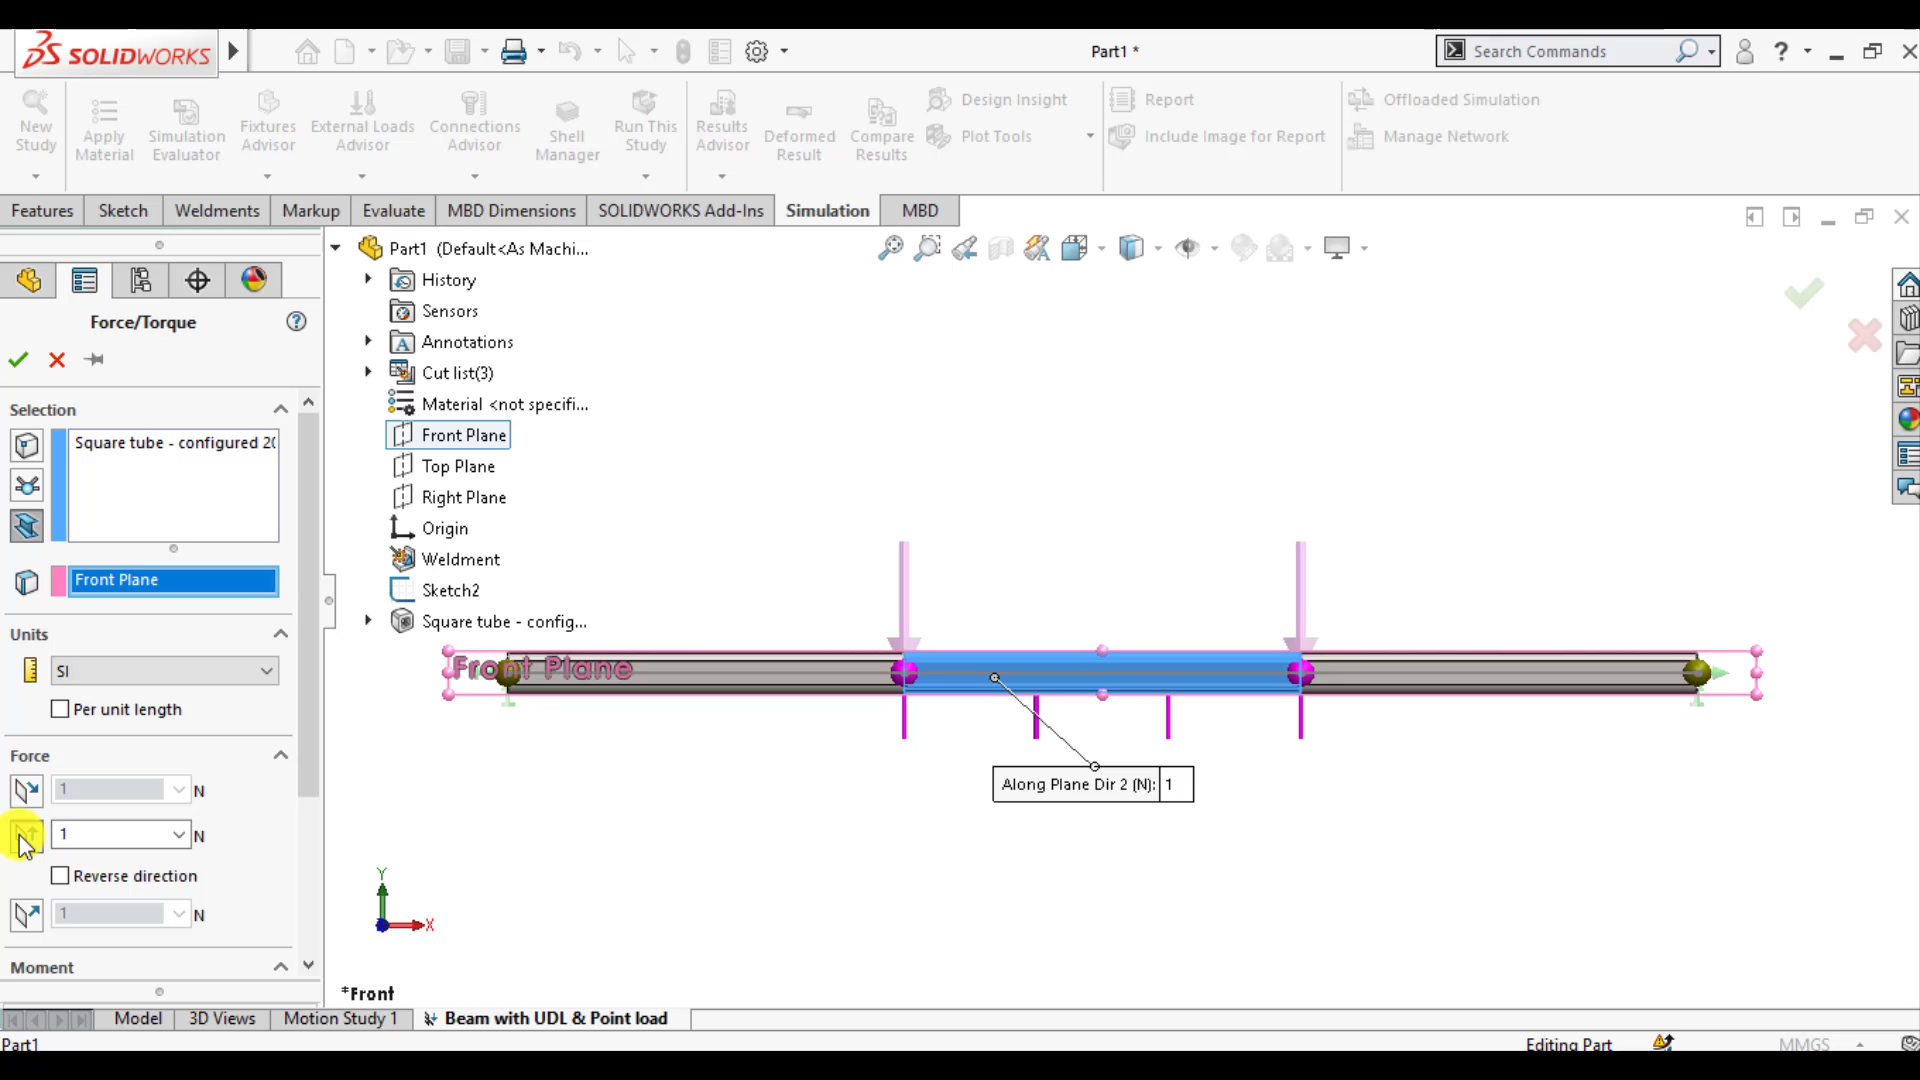 SOLIDWORKS
Part1 *
Search Commands
New Study
Apply Material
Simulation Evaluator
Fixtures Advisor
External Loads Advisor
Connections Advisor
Shell Manager
Run This Study
Results Advisor
Deformed Result
Compare Results
Design Insight
Plot Tools
Report
Include Image for Report
Offloaded Simulation
Manage Network
Features
Sketch
Weldments
Markup
Evaluate
MBD Dimensions
SOLIDWORKS Add-Ins
Simulation
MBD
Force/Torque
Selection
Square tube - configured 20
Front Plane
Units
SI
Per unit length
Force
1 N
1 N
Reverse direction
1 N
Moment
Part1 (Default<As Machi...
History
Sensors
Annotations
Cut list(3)
Material <not specifi...
Front Plane
Top Plane
Right Plane
Origin
Weldment
Sketch2
Square tube - config...
Front Plane
Along Plane Dir 2 (N): 1
Y
X
*Front
Model
3D Views
Motion Study 1
Beam with UDL & Point load
Part1
Editing Part
MMGS